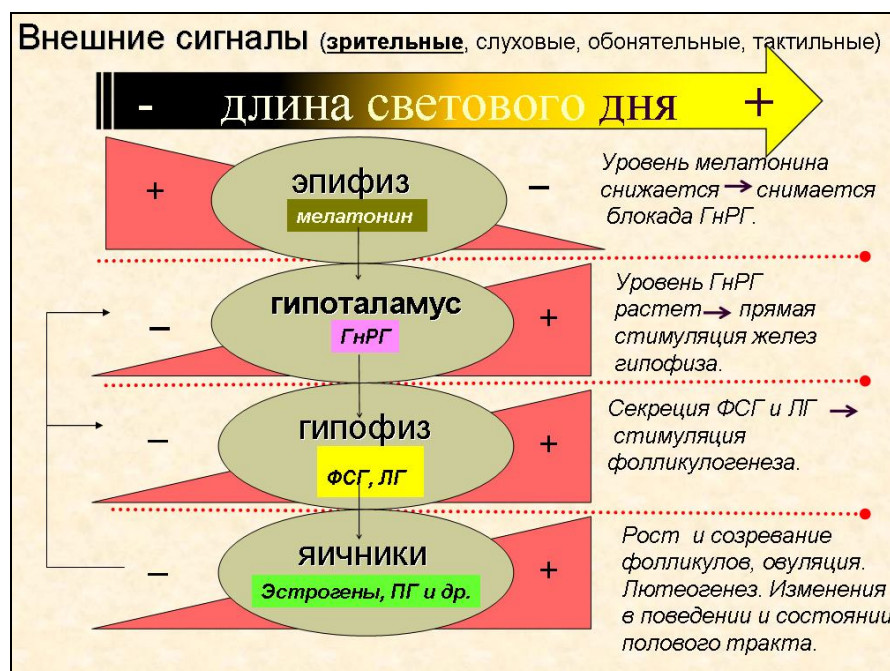 Внешние сигналы (зрительные, слуховые, обонятельные, тактильные)
- длина светового дня +
эпифиз
мелатонин
+
–
Уровень мелатонина
снижается → снимается
блокада ГнРГ.
гипоталамус
ГнРГ
–
+
Уровень ГнРГ
растет → прямая
стимуляция желез
гипофиза.
гипофиз
ФСГ, ЛГ
–
+
Секреция ФСГ и ЛГ →
стимуляция
фолликулогенеза.
яичники
Эстрогены, ПГ и др.
–
+
Рост и созревание
фолликулов, овуляция.
Лютеогенез. Изменения
в поведении и состоянии
полового тракта.